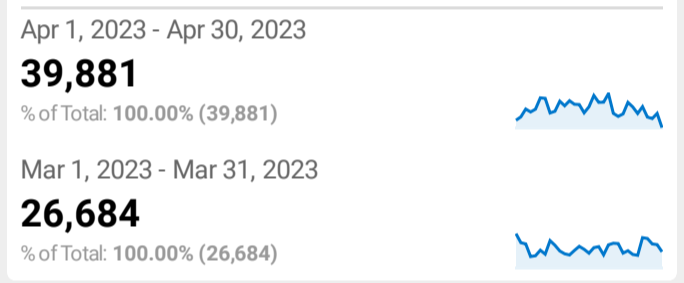 Apr 1, 2023 - Apr 30, 2023
39,881
% of Total: 100.00% (39,881)
Mar 1, 2023 - Mar 31, 2023
26,684
% of Total: 100.00% (26,684)